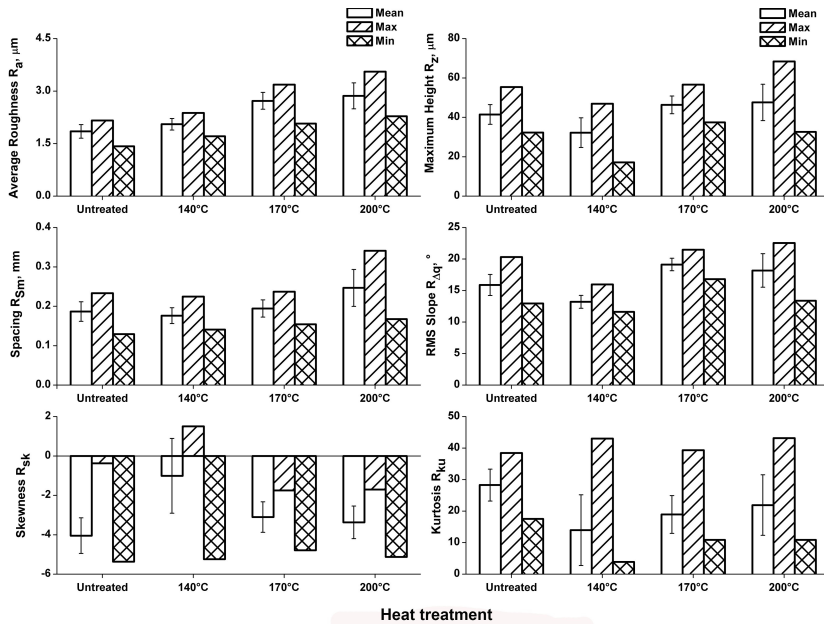 Mean
Max
Min
Average Roughness Ra, μm
4.5
3.0
1.5
0.0
Untreated 140°C 170°C 200°C
Mean
Max
Min
Maximum Height Rz, μm
80
60
40
20
0
Untreated 140°C 170°C 200°C
Spacing RSm, mm
0.4
0.3
0.2
0.1
0.0
Untreated 140°C 170°C 200°C
RMS Slope RΔq, °
25
20
15
10
5
0
Untreated 140°C 170°C 200°C
Skewness Rsk
2
0
-2
-4
-6
Untreated 140°C 170°C 200°C
Kurtosis Rku
50
40
30
20
10
0
Untreated 140°C 170°C 200°C
Heat treatment